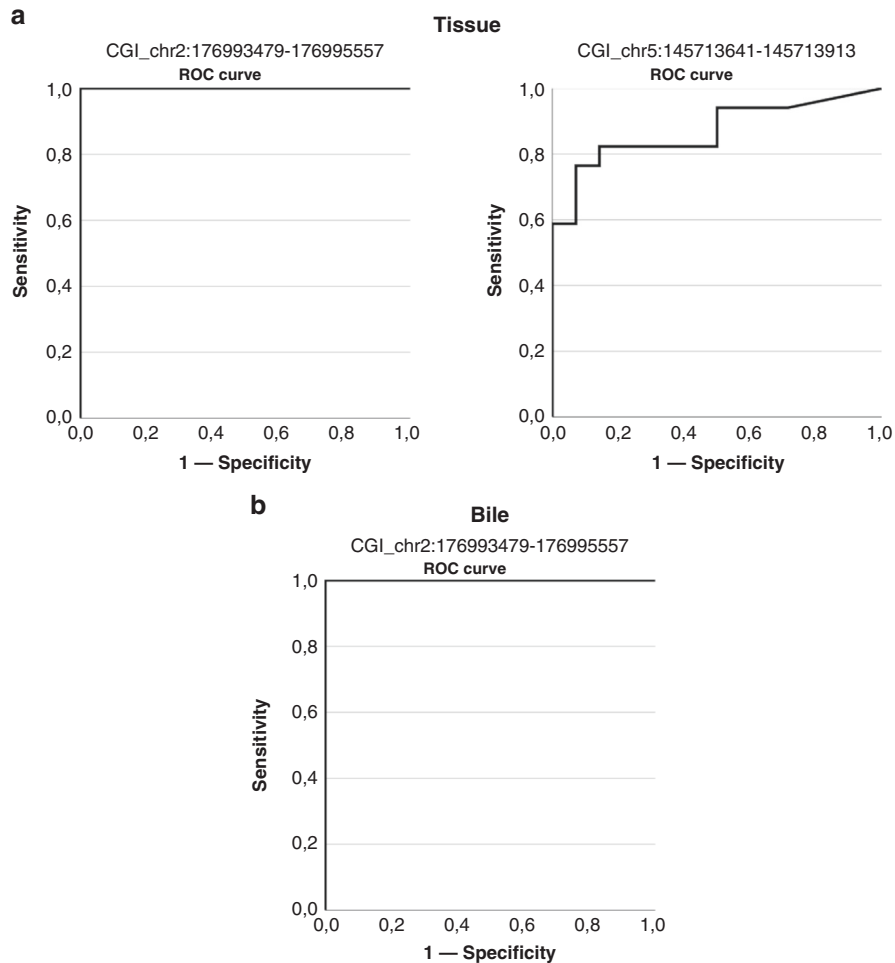 a
Tissue
CGI_chr2:176993479-176995557
ROC curve
1,0
0,8
0,6
0,4
0,2
0,0
Sensitivity
0,0 0,2 0,4 0,6 0,8 1,0
1 — Specificity
CGI_chr5:145713641-145713913
ROC curve
1,0
0,8
0,6
0,4
0,2
0,0
Sensitivity
0,0 0,2 0,4 0,6 0,8 1,0
1 — Specificity
b
Bile
CGI_chr2:176993479-176995557
ROC curve
1,0
0,8
0,6
0,4
0,2
0,0
Sensitivity
0,0 0,2 0,4 0,6 0,8 1,0
1 — Specificity